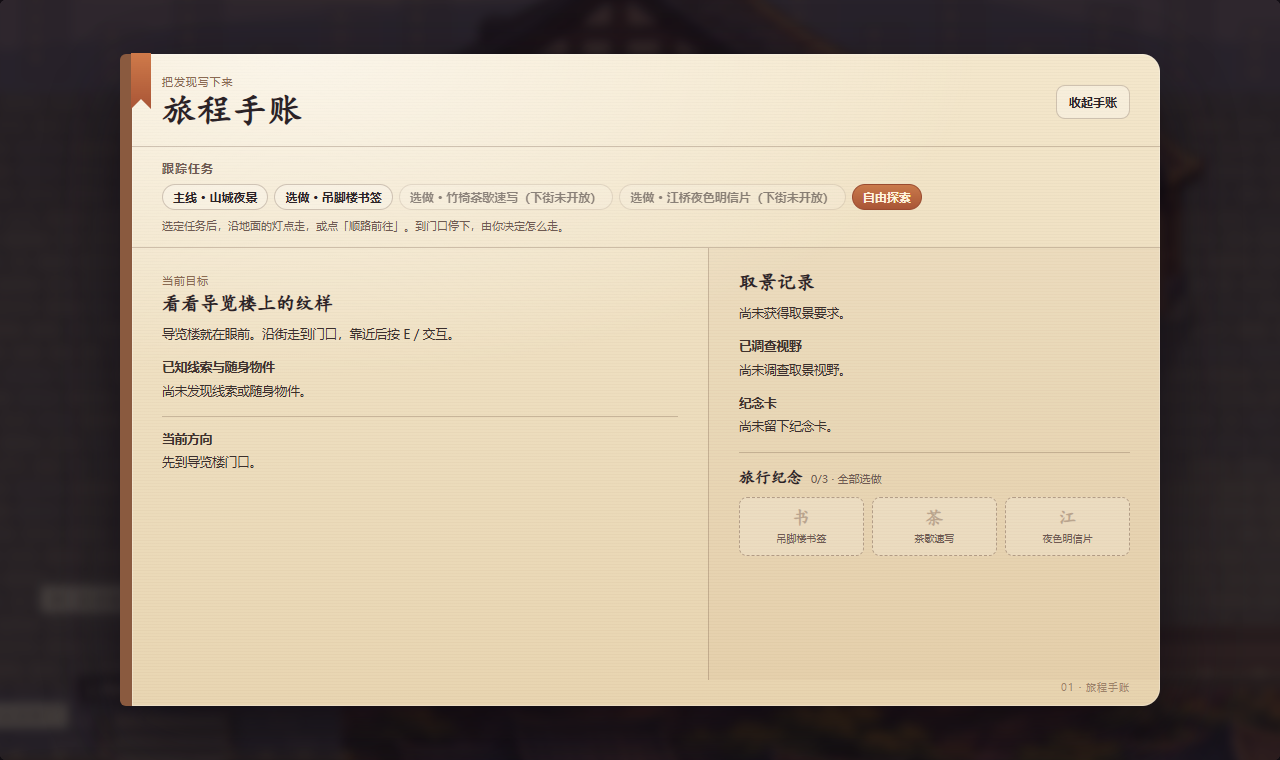 把发现写下来
旅程手账
收起手账
跟踪任务
主线·山城夜景
选做·吊脚楼书签
选做·竹椅茶歇速写（下街未开放）
选做·江桥夜色明信片（下街未开放）
自由探索
选定任务后，沿地面的灯点走，或点「顺路前往」。到门口停下，由你决定怎么走。
当前目标
看看导览楼上的纹样
导览楼就在眼前。沿街走到门口，靠近后按 E / 交互。
已知线索与随身物件
尚未发现线索或随身物件。
当前方向
先到导览楼门口。
取景记录
尚未获得取景要求。
已调查视野
尚未调查取景视野。
纪念卡
尚未留下纪念卡。
旅行纪念 0/3 · 全部选做
书
吊脚楼书签
茶
茶歇速写
江
夜色明信片
01 · 旅程手账